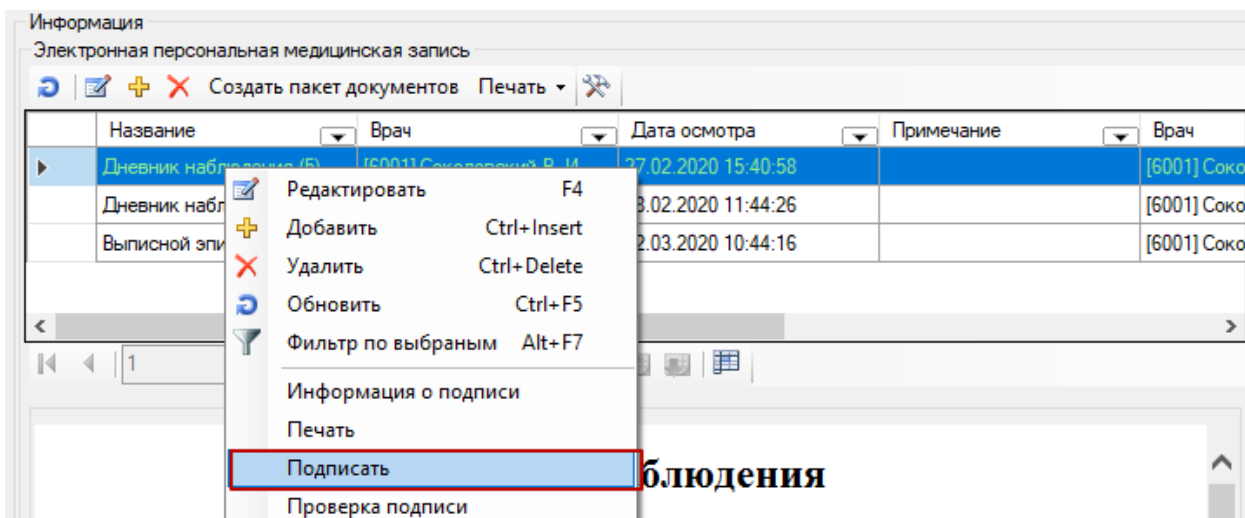 Информация
Электронная персональная медицинская запись
Создать пакет документов Печать
Название Врач Дата осмотра Примечание Врач
Дневник наблюдения (5) [6001] 27.02.2020 15:40:58 [6001] Соко
Дневник набл 3.02.2020 11:44:26 [6001] Соко
Выписной эпи 2.03.2020 10:44:16 [6001] Соко
Редактировать F4
Добавить Ctrl+Insert
Удалить Ctrl+Delete
Обновить Ctrl+F5
Фильтр по выбраным Alt+F7
1
Информация о подписи
Печать
Подписать
блюдения
Проверка подписи